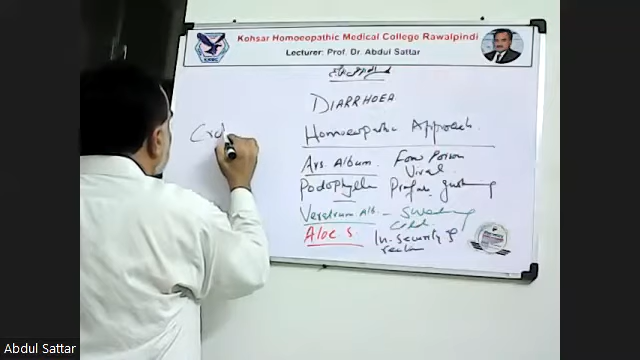 Kohsar Homoeopathic Medical College Rawalpindi
Lecturer: Prof. Dr. Abdul Sattar
DIARRHOEA
Homoeopathic Approach
Ars. Album. Food Poison
Viral.
Podophyllum Profuse gushing
Veratrum Alb. - Sweating
Cold
Aloe. S. In-security of
rectum
Cro
Abdul Sattar